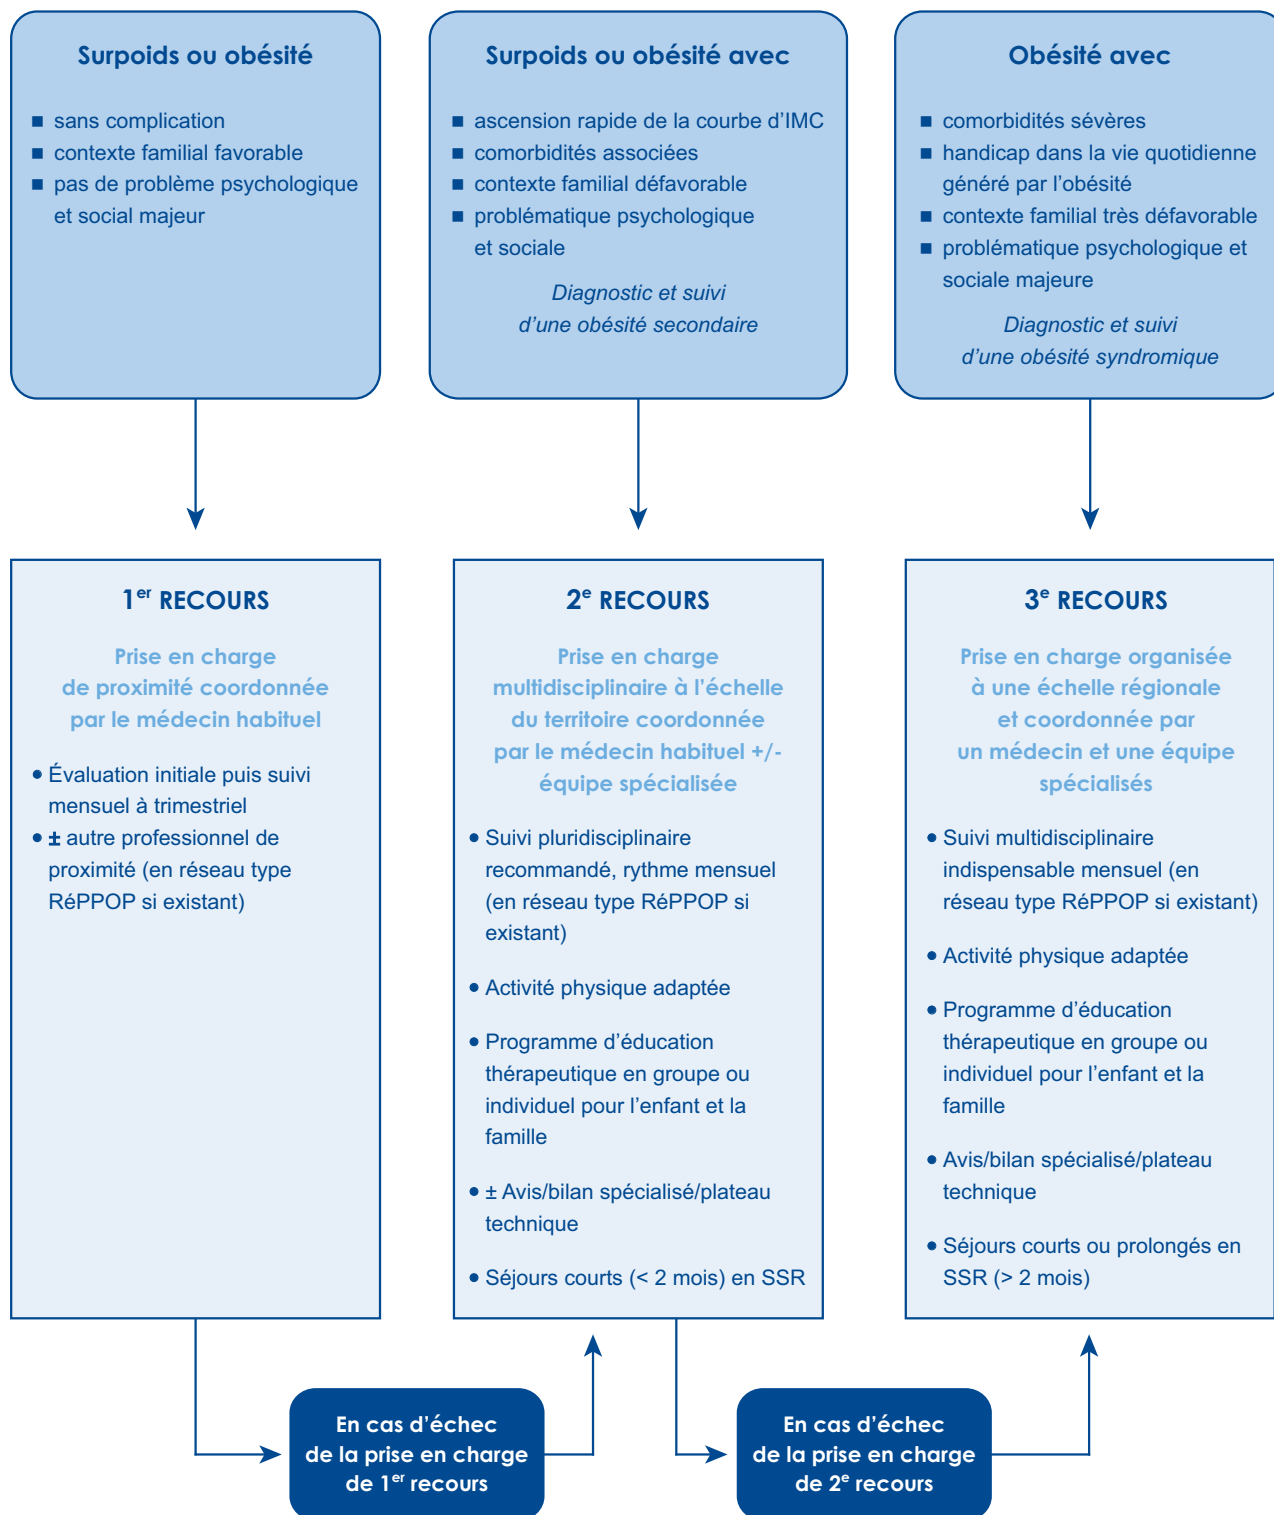 Surpoids ou obésité
■ sans complication
■ contexte familial favorable
■ pas de problème psychologique
et social majeur
Surpoids ou obésité avec
■ ascension rapide de la courbe d’IMC
■ comorbidités associées
■ contexte familial défavorable
■ problématique psychologique
et sociale
Diagnostic et suivi
d’une obésité secondaire
Obésité avec
■ comorbidités sévères
■ handicap dans la vie quotidienne
généré par l’obésité
■ contexte familial très défavorable
■ problématique psychologique et
sociale majeure
Diagnostic et suivi
d’une obésité syndromique
1er RECOURS
Prise en charge
de proximité coordonnée
par le médecin habituel
• Évaluation initiale puis suivi
mensuel à trimestriel
• ± autre professionnel de
proximité (en réseau type
RéPPOP si existant)
2e RECOURS
Prise en charge
multidisciplinaire à l’échelle
du territoire coordonnée
par le médecin habituel +/-
équipe spécialisée
• Suivi pluridisciplinaire
recommandé, rythme mensuel
(en réseau type RéPPOP si
existant)
• Activité physique adaptée
• Programme d’éducation
thérapeutique en groupe ou
individuel pour l’enfant et la
famille
• ± Avis/bilan spécialisé/plateau
technique
• Séjours courts (< 2 mois) en SSR
3e RECOURS
Prise en charge organisée
à une échelle régionale
et coordonnée par
un médecin et une équipe
spécialisés
• Suivi multidisciplinaire
indispensable mensuel (en
réseau type RéPPOP si existant)
• Activité physique adaptée
• Programme d’éducation
thérapeutique en groupe ou
individuel pour l’enfant et la
famille
• Avis/bilan spécialisé/plateau
technique
• Séjours courts ou prolongés en
SSR (> 2 mois)
En cas d’échec
de la prise en charge
de 1er recours
En cas d’échec
de la prise en charge
de 2e recours